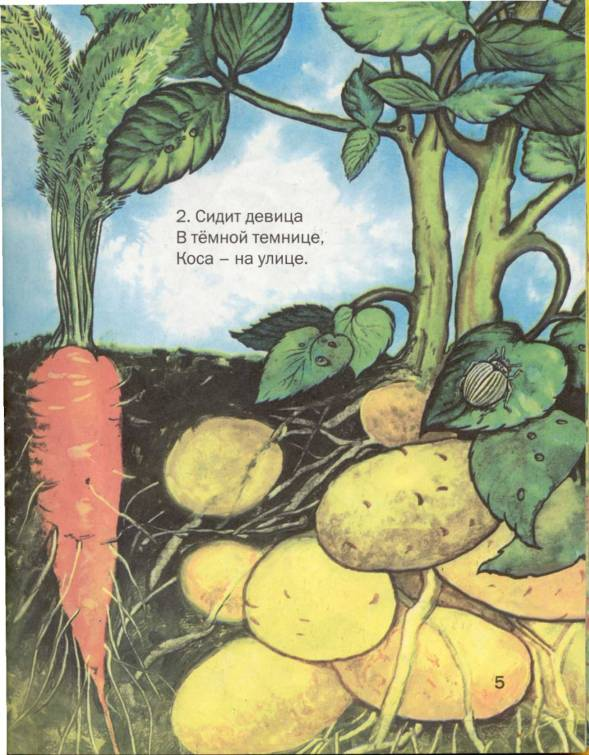 2. Сидит девица
В тёмной темнице,
Коса – на улице.
5